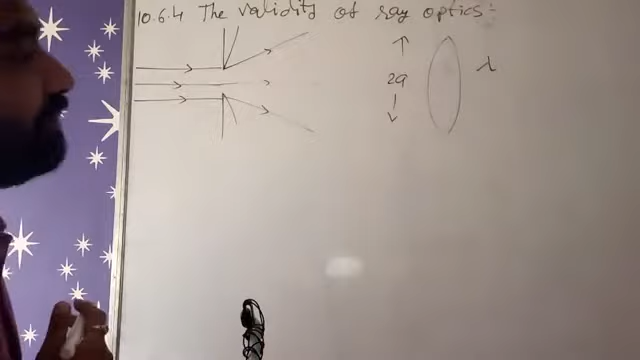 10.6.4 The validity of ray optics:
2a
λ